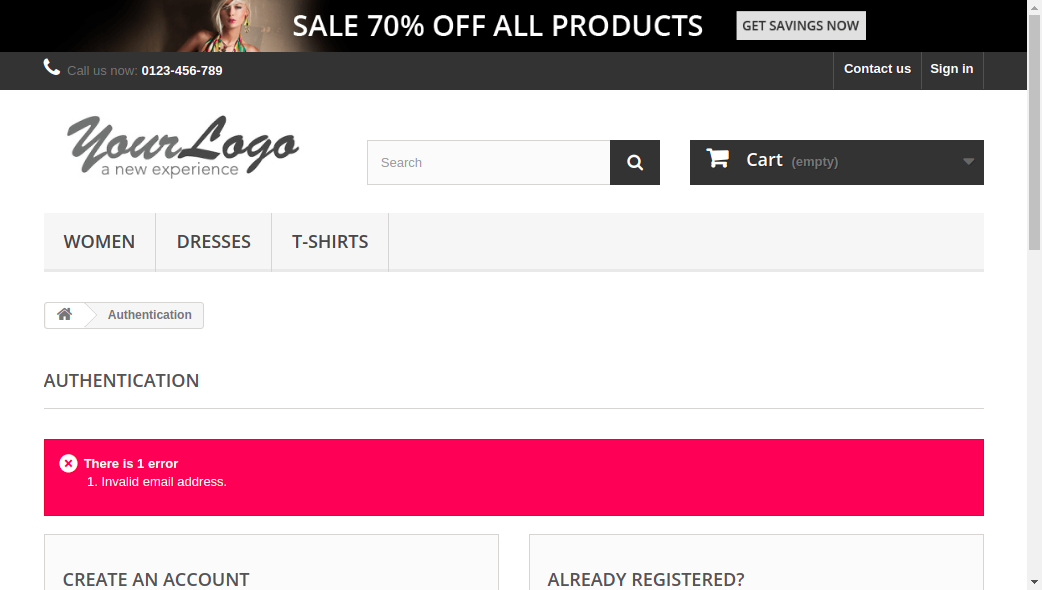 SALE 70% OFF ALL PRODUCTS GET SAVINGS NOW
Call us now: 0123-456-789 Contact us Sign in
YourLogo
a new experience
Search
Cart (empty)
WOMEN DRESSES T-SHIRTS
Authentication
AUTHENTICATION
There is 1 error
1. Invalid email address.
CREATE AN ACCOUNT
ALREADY REGISTERED?